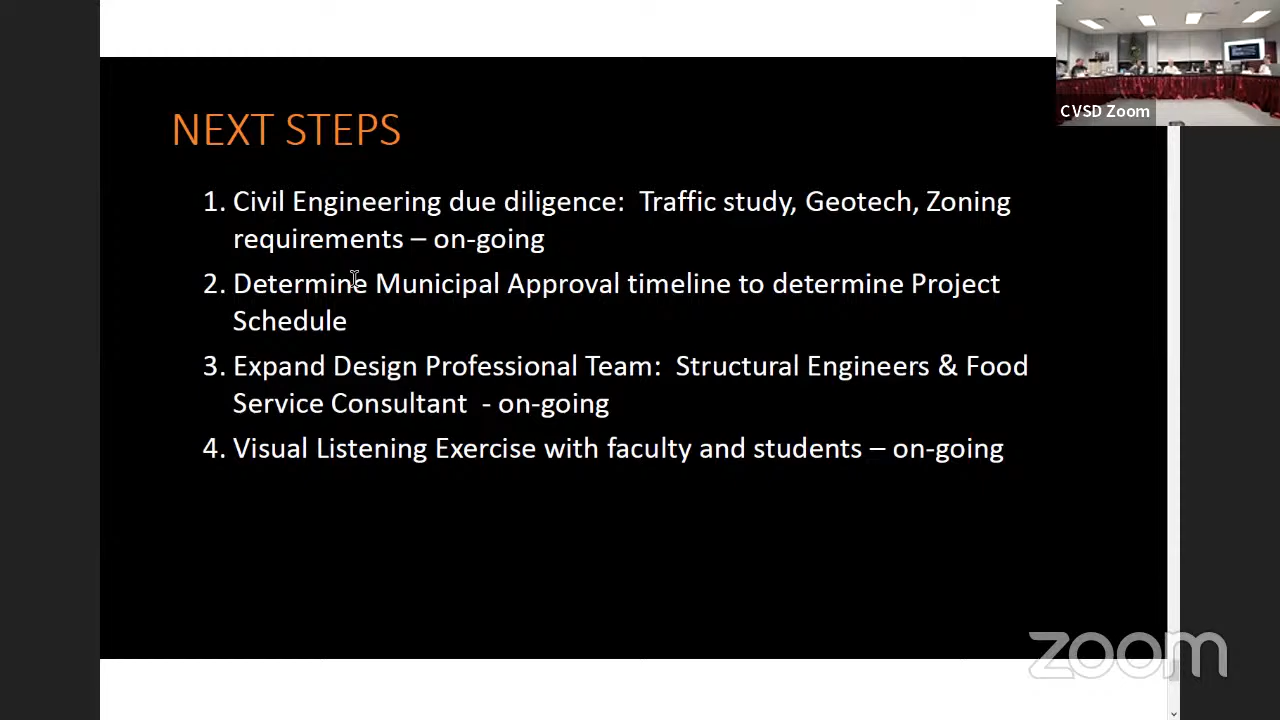 CVSD Zoom
NEXT STEPS
1. Civil Engineering due diligence:  Traffic study, Geotech, Zoning
requirements – on-going
2. Determine Municipal Approval timeline to determine Project
Schedule
3. Expand Design Professional Team:  Structural Engineers & Food
Service Consultant  - on-going
4. Visual Listening Exercise with faculty and students – on-going
zoom